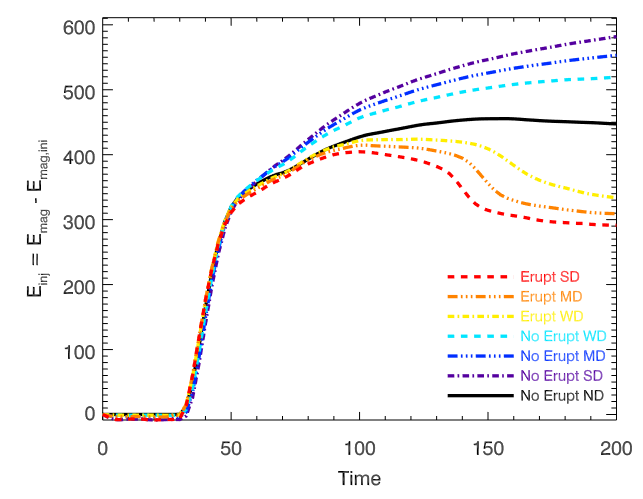 600
500
400
300
200
100
0
E_inj = E_mag - E_mag,ini
Erupt SD
Erupt MD
Erupt WD
No Erupt WD
No Erupt MD
No Erupt SD
No Erupt ND
0 50 100 150 200
Time